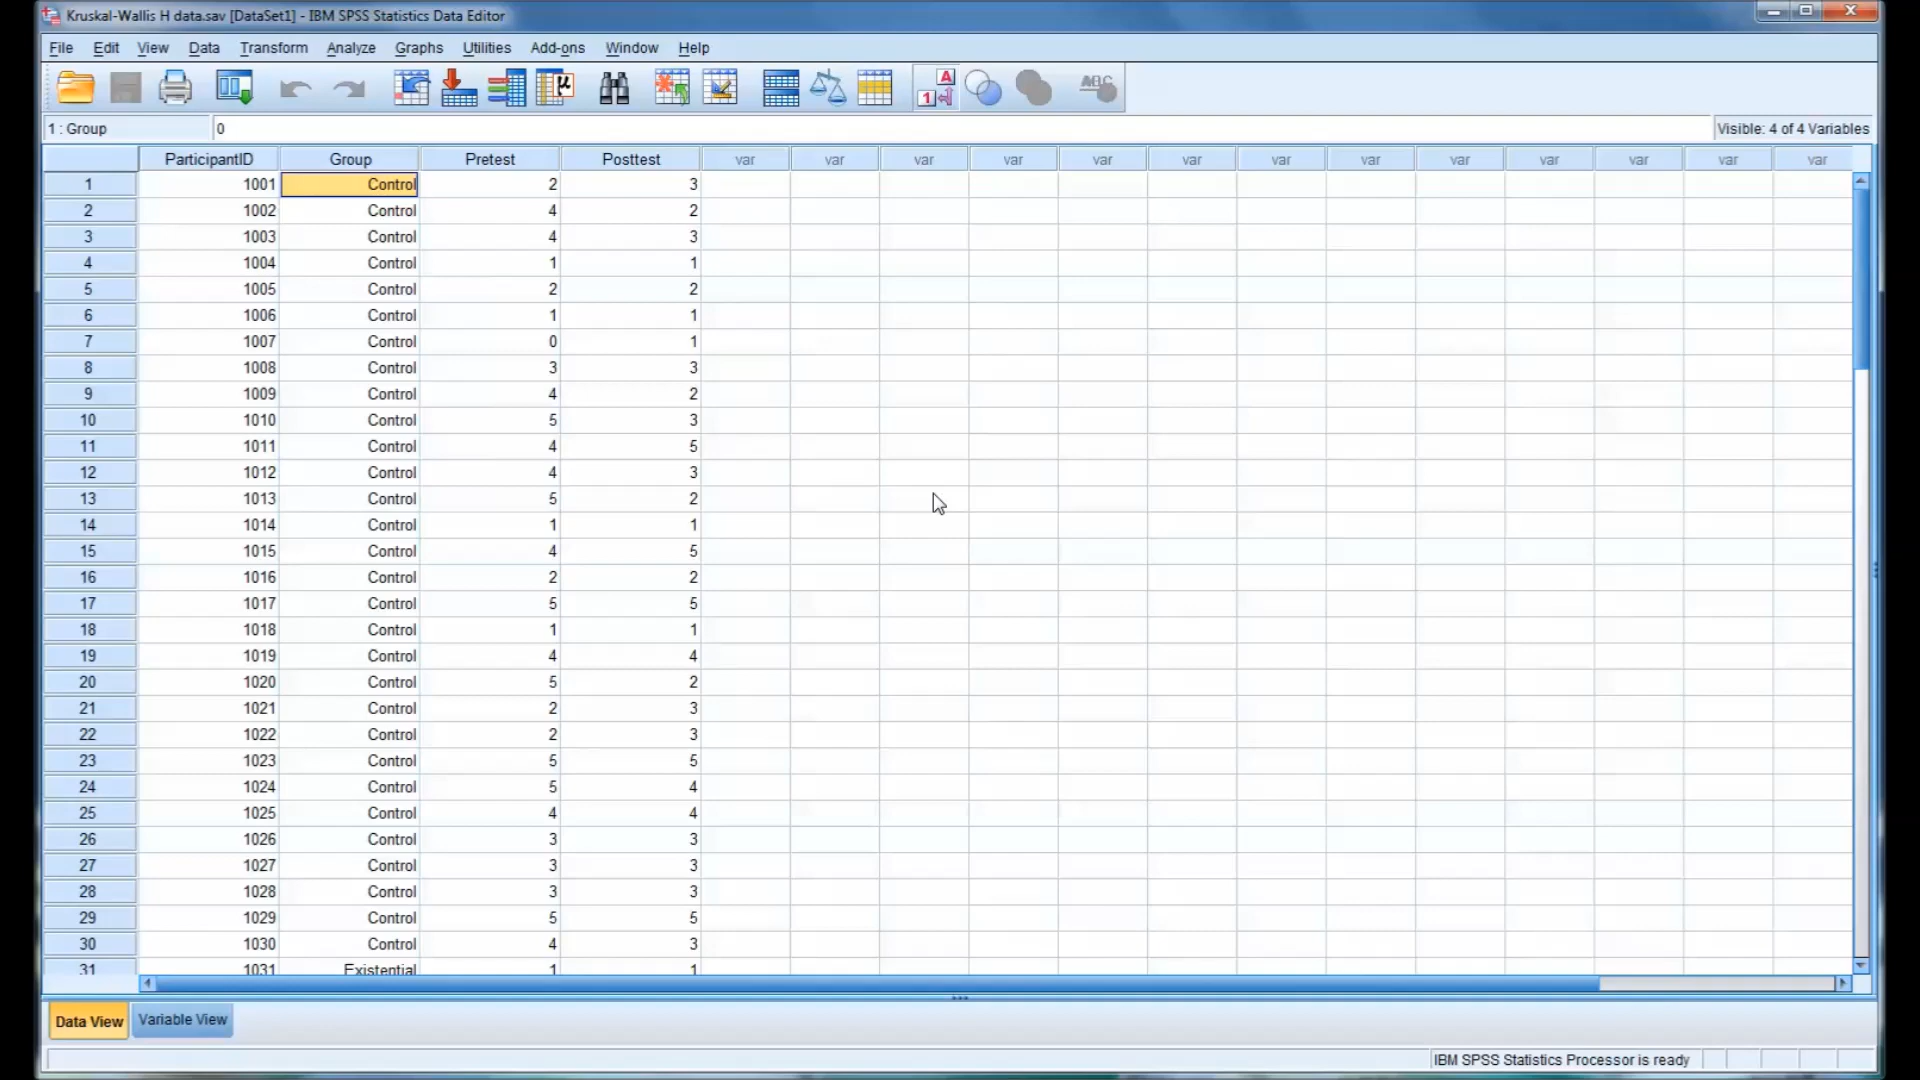 Kruskal-Wallis H data.sav [DataSet1] - IBM SPSS Statistics Data Editor
File Edit View Data Transform Analyze Graphs Utilities Add-ons Window Help
1 : Group 0 Visible: 4 of 4 Variables
ParticipantID Group Pretest Posttest var var var var var var var var var var var var var
1 1001 Control 2 3
2 1002 Control 4 2
3 1003 Control 4 3
4 1004 Control 1 1
5 1005 Control 2 2
6 1006 Control 1 1
7 1007 Control 0 1
8 1008 Control 3 3
9 1009 Control 4 2
10 1010 Control 5 3
11 1011 Control 4 5
12 1012 Control 4 3
13 1013 Control 5 2
14 1014 Control 1 1
15 1015 Control 4 5
16 1016 Control 2 2
17 1017 Control 5 5
18 1018 Control 1 1
19 1019 Control 4 4
20 1020 Control 5 2
21 1021 Control 2 3
22 1022 Control 2 3
23 1023 Control 5 5
24 1024 Control 5 4
25 1025 Control 4 4
26 1026 Control 3 3
27 1027 Control 3 3
28 1028 Control 3 3
29 1029 Control 5 5
30 1030 Control 4 3
31 1031 Existential 1 1
Data View Variable View
IBM SPSS Statistics Processor is ready